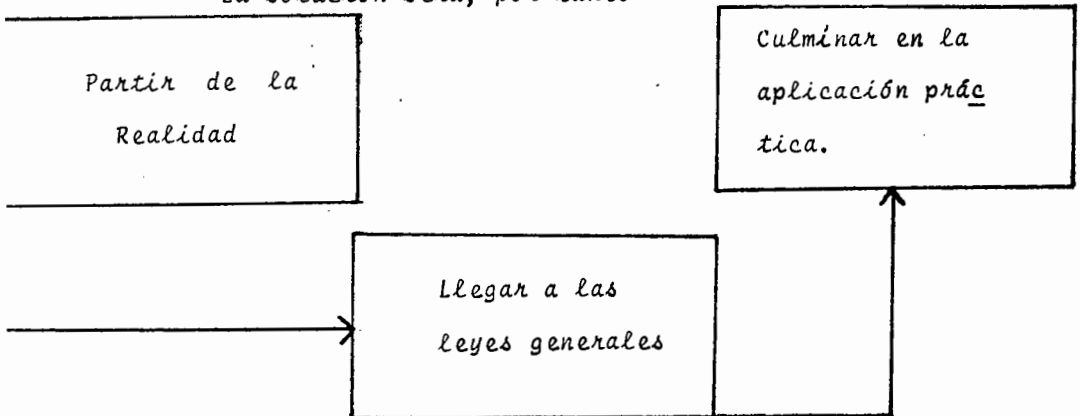 Partir de la
Realidad
Culminar en la
aplicación prác
tica.
Llegar a las
leyes generales